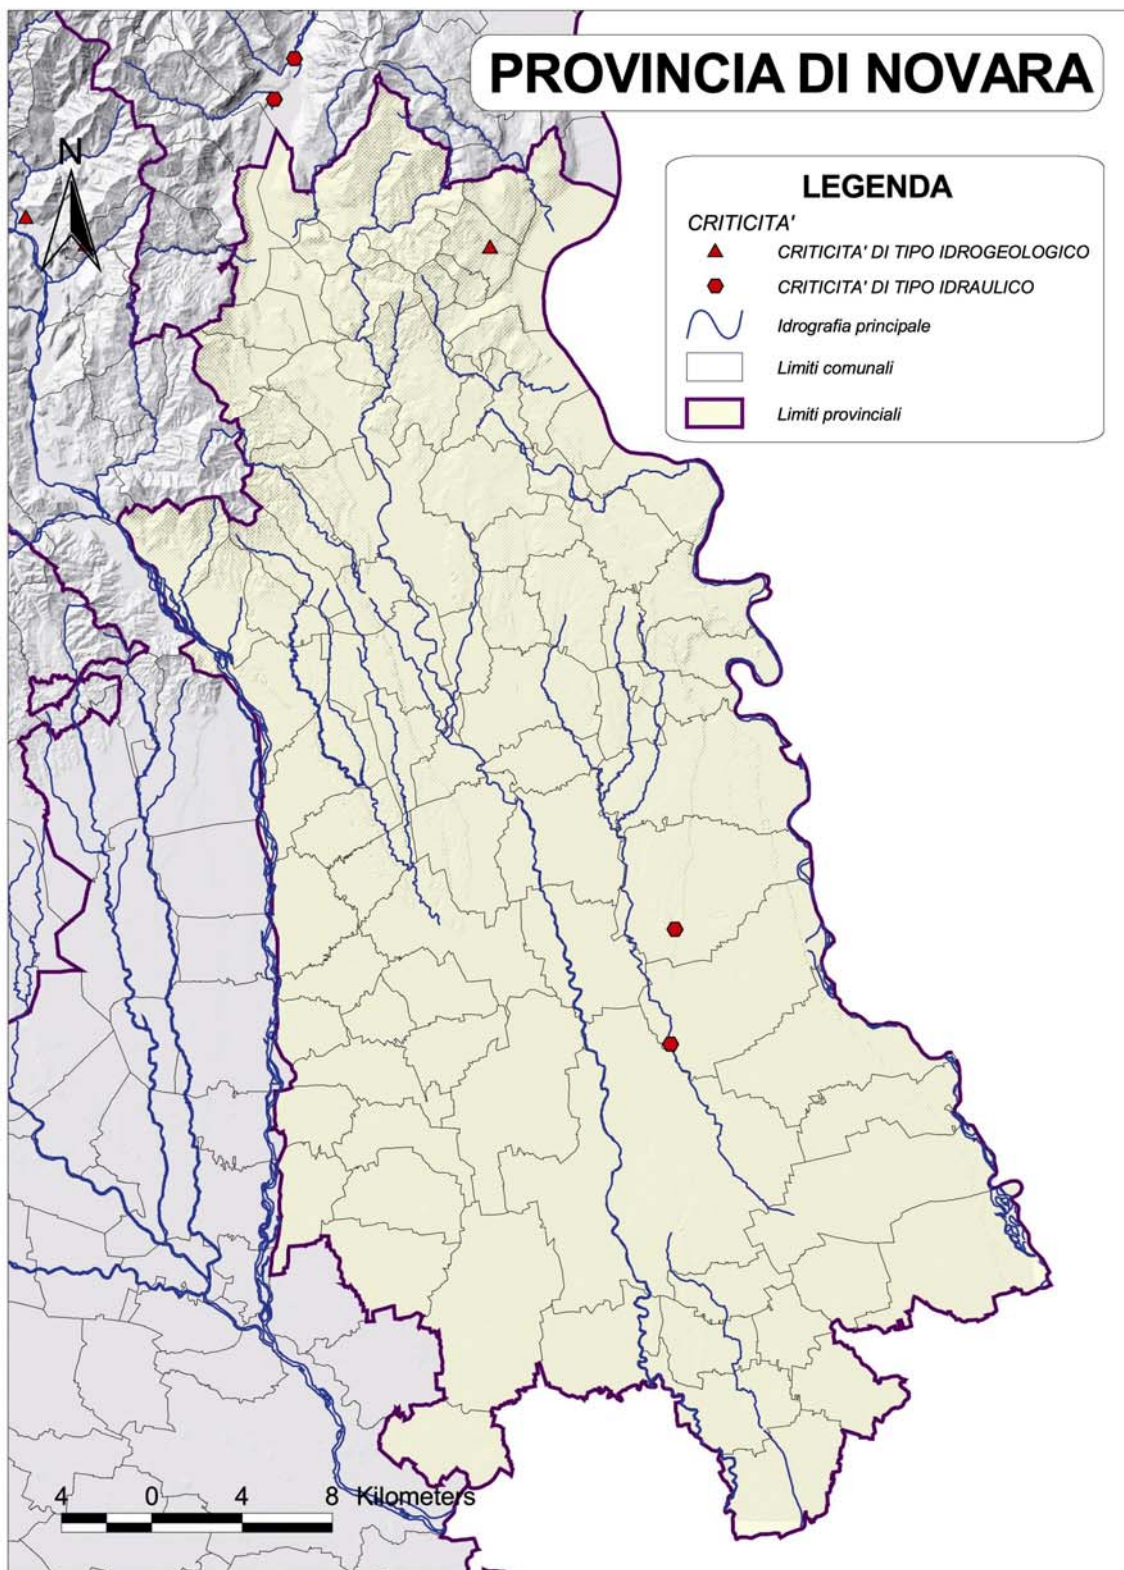 PROVINCIA DI NOVARA
N
LEGENDA
CRITICITA'
CRITICITA' DI TIPO IDROGEOLOGICO
CRITICITA' DI TIPO IDRAULICO
Idrografia principale
Limiti comunali
Limiti provinciali
4 0 4 8 Kilometers